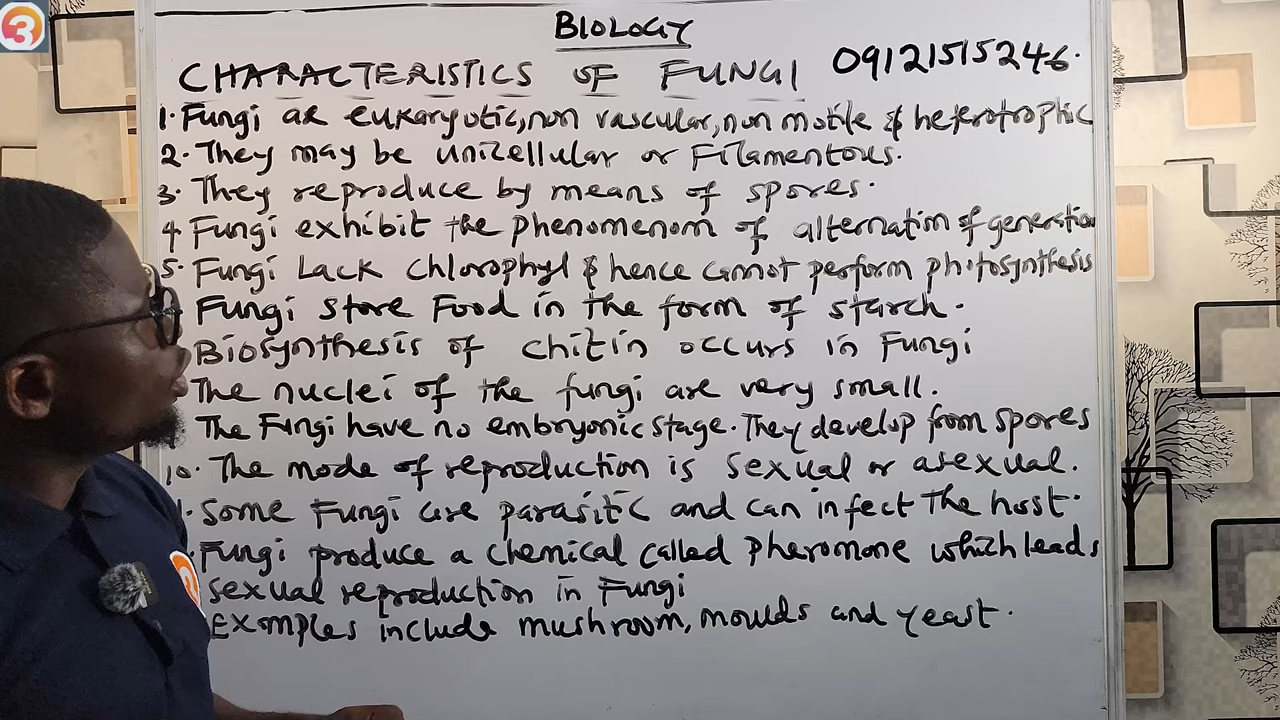 3
BIOLOGY
CHARACTERISTICS OF FUNGI 09121515246.
1. Fungi are eukaryotic, non vascular, non motile & heterotrophic
2. They may be unicellular or Filamentous.
3. They reproduce by means of spores.
4. Fungi exhibit the phenomenom of alternation of generation
5. Fungi Lack chlorophyl & hence cannot perform photosynthesis
Fungi store Food in the form of starch.
Biosynthesis of chitin occurs in Fungi
The nuclei of the fungi are very small.
The Fungi have no embryonic stage. They develop from spores
10. The mode of reproduction is sexual or asexual.
1. Some Fungi are parasitic and can infect The host.
Fungi produce a chemical called pheromone which leads
sexual reproduction in Fungi
Examples include mushroom, moulds and yeast.